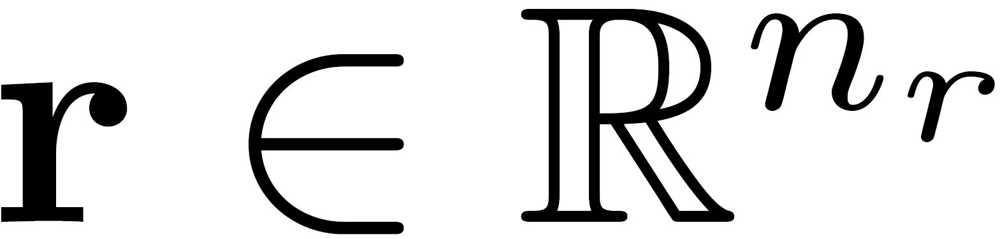 𝐫 ∈ ℝ^{n_r}